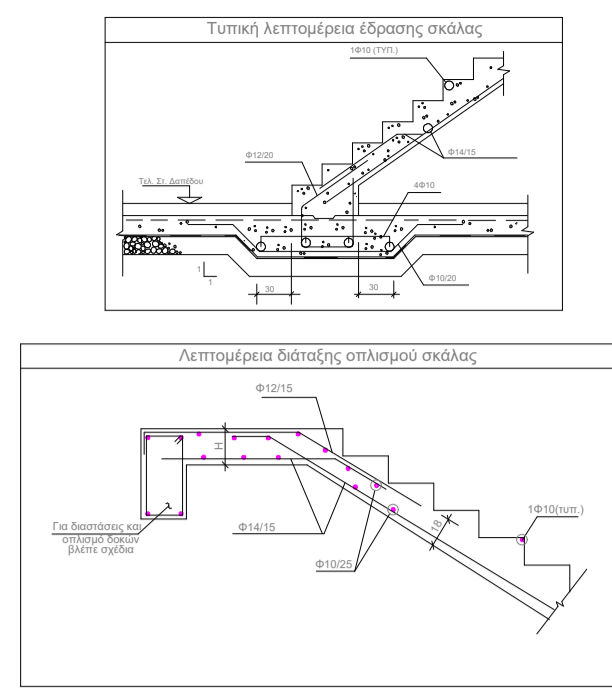 Τυπική λεπτομέρεια έδρασης σκάλας
1Φ10 (ΤΥΠ.)
Φ12/20
Φ14/15
Τελ. Στ. Δαπέδου
4Φ10
1
1
30
30
Φ10/20
Λεπτομέρεια διάταξης οπλισμού σκάλας
Φ12/15
H
Για διαστάσεις και
οπλισμό δοκών
βλέπε σχέδια
Φ14/15
18
1Φ10(τυπ.)
Φ10/25